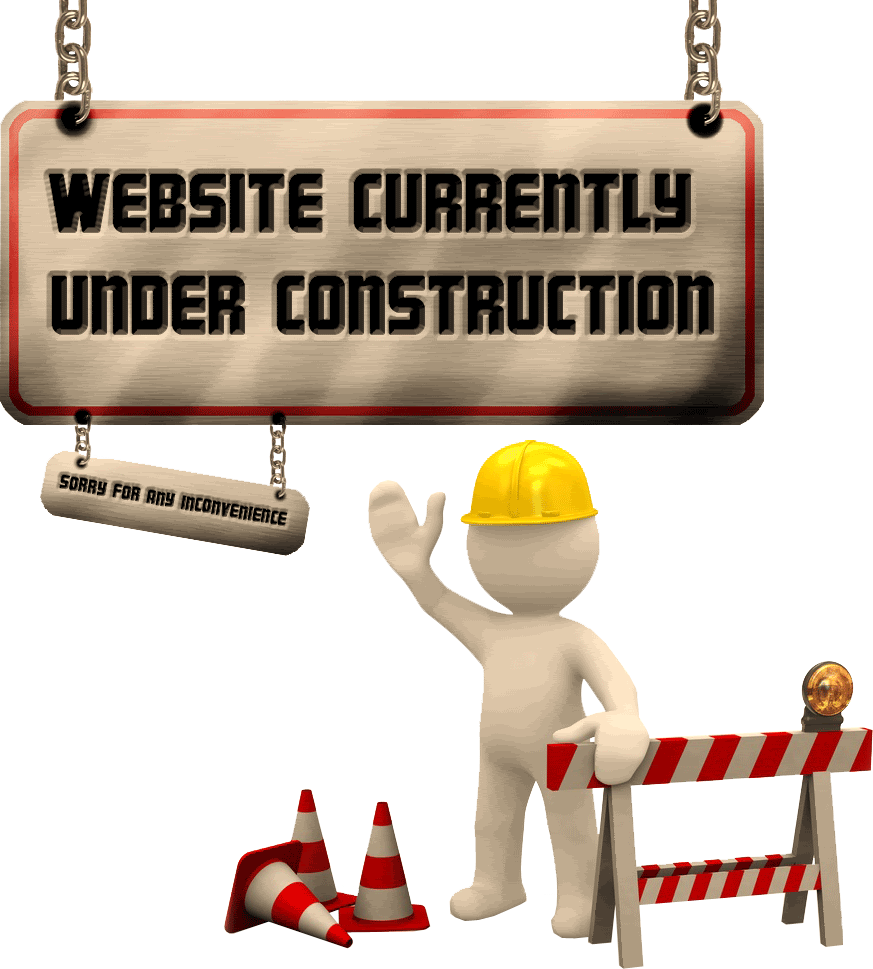 WEBSITE CURRENTLY
UNDER CONSTRUCTION
SORRY FOR ANY INCONVENIENCE